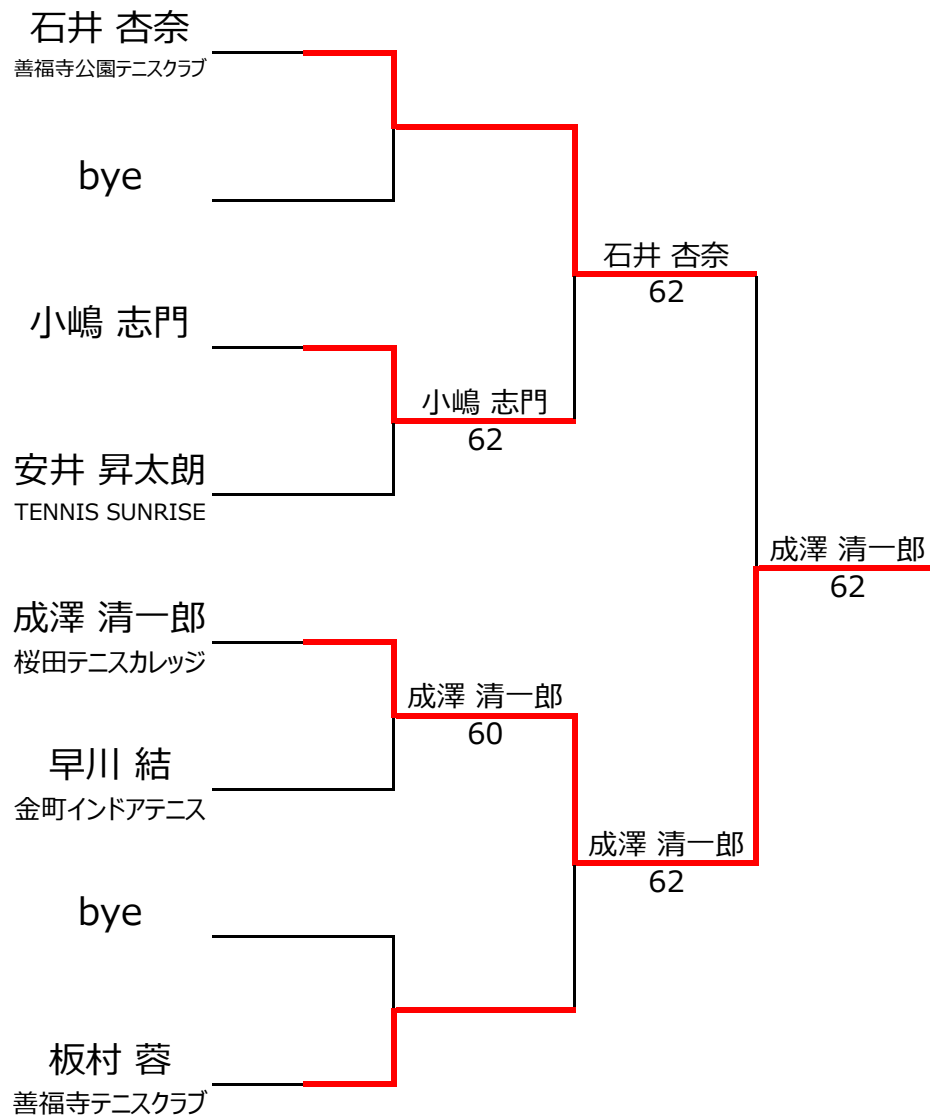 石井 杏奈
善福寺公園テニスクラブ
bye
小嶋 志門
安井 昇太朗
TENNIS SUNRISE
成澤 清一郎
桜田テニスカレッジ
早川 結
金町インドアテニス
bye
板村 蓉
善福寺テニスクラブ
小嶋 志門
62
成澤 清一郎
60
石井 杏奈
62
成澤 清一郎
62
成澤 清一郎
62